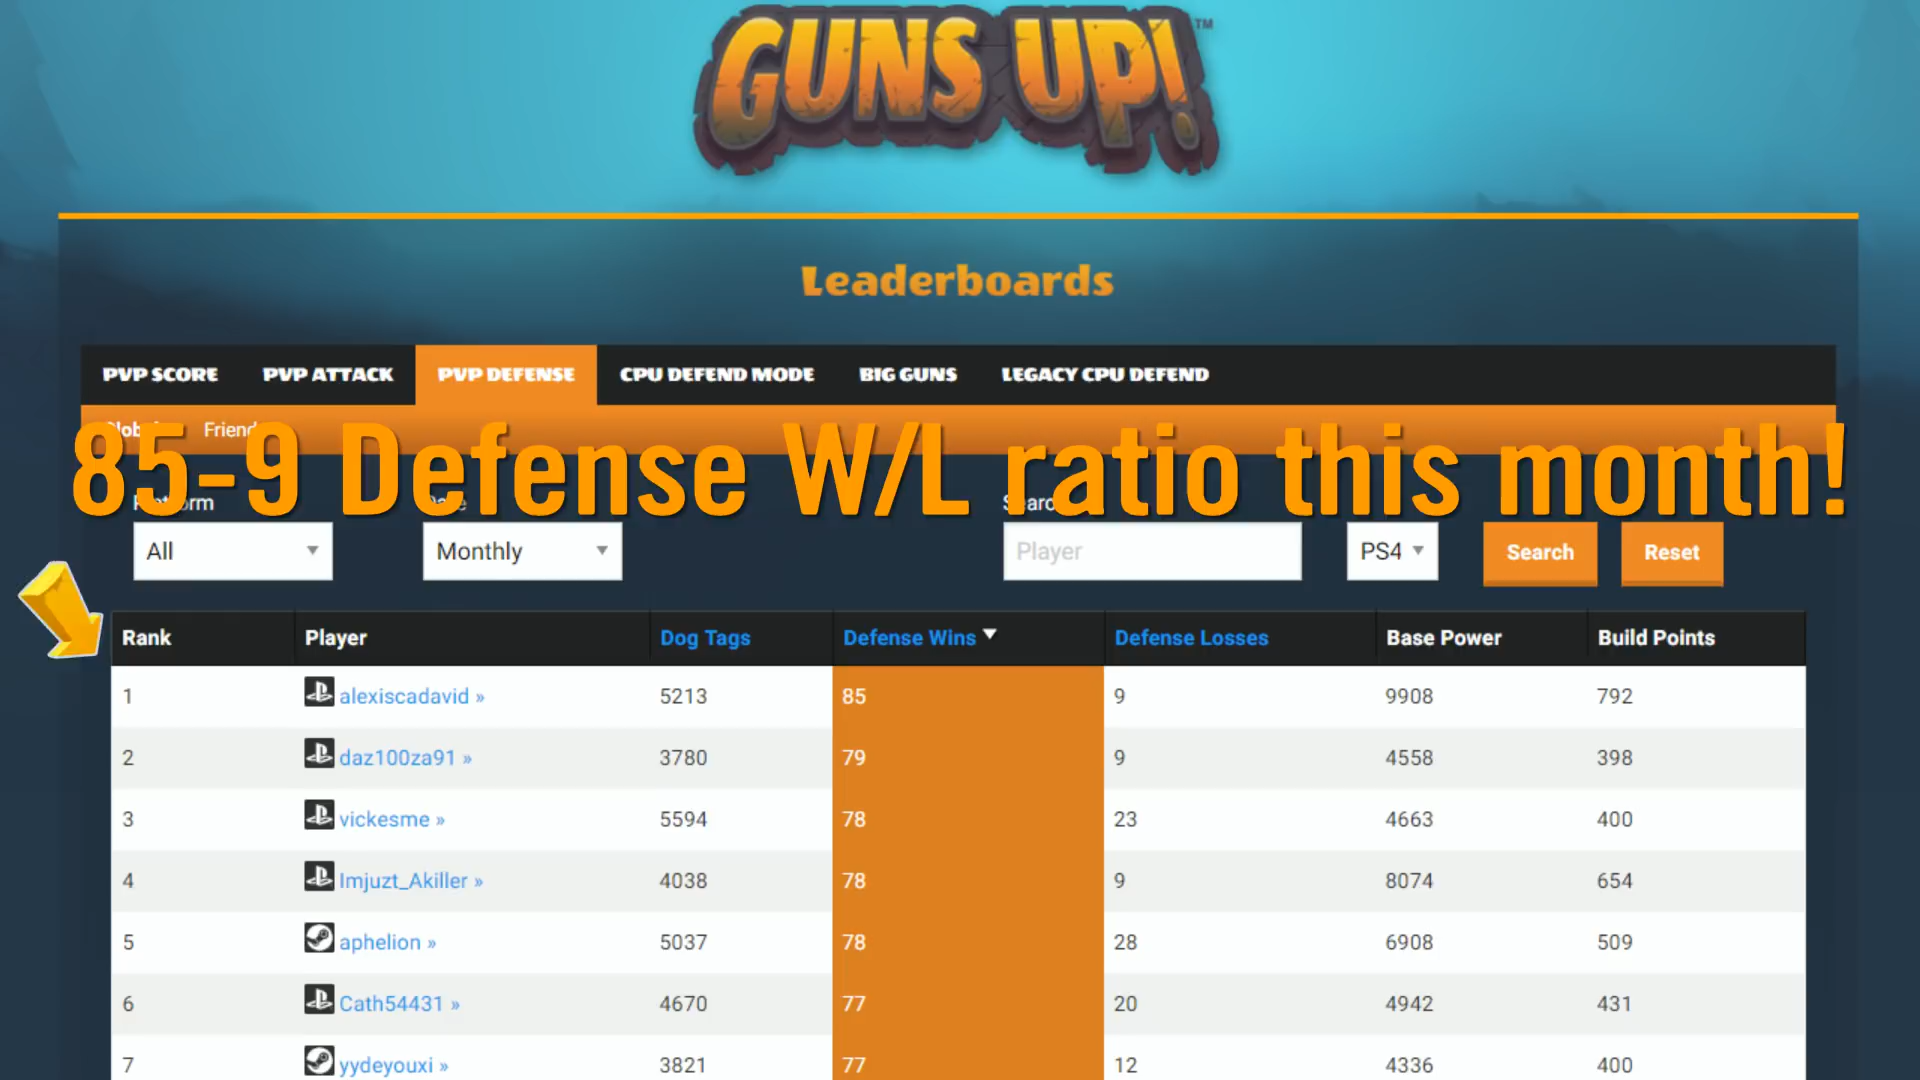 GUNS UP!™
Leaderboards
PVP SCORE PVP ATTACK PVP DEFENSE CPU DEFEND MODE BIG GUNS LEGACY CPU DEFEND
85-9 Defense W/L ratio this month!
All Monthly Player PS4 Search Reset
Rank Player Dog Tags Defense Wins Defense Losses Base Power Build Points
1 alexiscadavid » 5213 85 9 9908 792
2 daz100za91 » 3780 79 9 4558 398
3 vickesme » 5594 78 23 4663 400
4 Imjuzt_Akiller » 4038 78 9 8074 654
5 aphelion » 5037 78 28 6908 509
6 Cath54431 » 4670 77 20 4942 431
7 yydeyouxi » 3821 77 12 4336 400